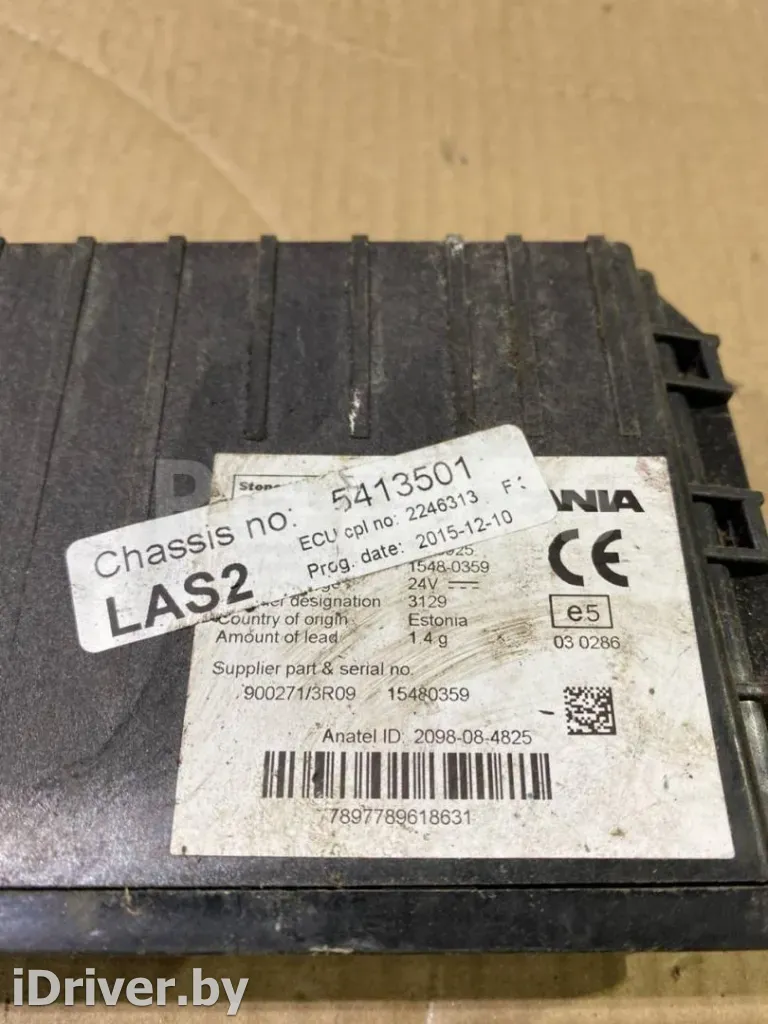 Chassis no: 5413501
ECU cpl no: 2246313 F:
LAS2 Prog. date: 2015-12-10
Stone
ANIA
925
1548-0359
24V
CE
designation 3129
e5
Country of origin Estonia
Amount of lead 1.4 g
03 0286
Supplier part & serial no.
900271/3R09 15480359
Anatel ID: 2098-08-4825
7897789618631
iDriver.by